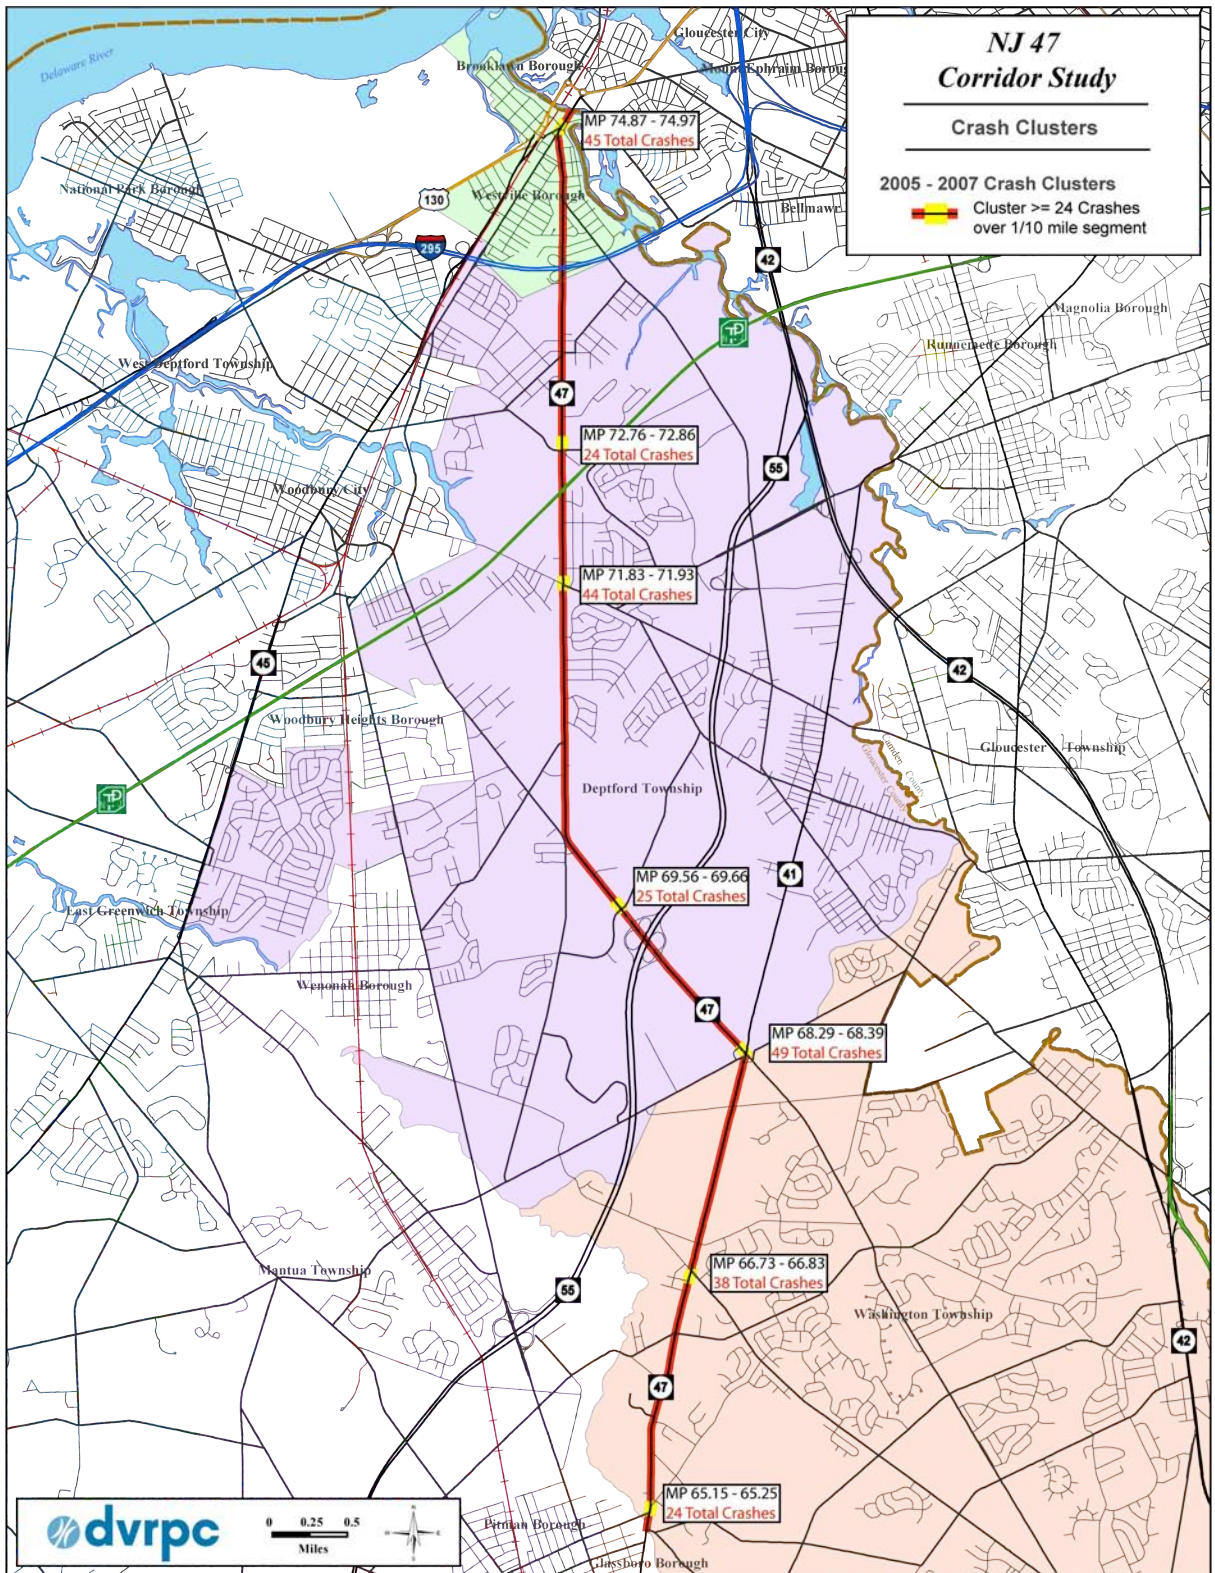 NJ 47
Corridor Study
Crash Clusters
2005 - 2007 Crash Clusters
Cluster >= 24 Crashes
over 1/10 mile segment
Delaware River
Gloucester City
Brooklawn Borough
Mount Ephraim Boroug
MP 74.87 - 74.97
45 Total Crashes
National Park Borough
130
Westville Borough
Bellmawr
295
42
Magnolia Borough
Runnemede Borough
West Deptford Township
47
MP 72.76 - 72.86
24 Total Crashes
55
Woodbury City
MP 71.83 - 71.93
44 Total Crashes
45
42
Woodbury Heights Borough
Camden County
Gloucester County
Gloucester Township
Deptford Township
MP 69.56 - 69.66
25 Total Crashes
41
East Greenwich Township
Wenonah Borough
47
MP 68.29 - 68.39
49 Total Crashes
Mantua Township
MP 66.73 - 66.83
38 Total Crashes
55
Washington Township
42
47
MP 65.15 - 65.25
24 Total Crashes
dvrpc
0 0.25 0.5
Miles
Pitman Borough
Glassboro Borough